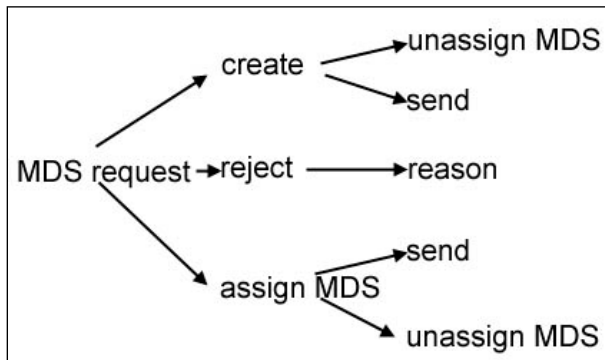 unassign MDS
create
send
MDS request
reject
reason
send
assign MDS
unassign MDS